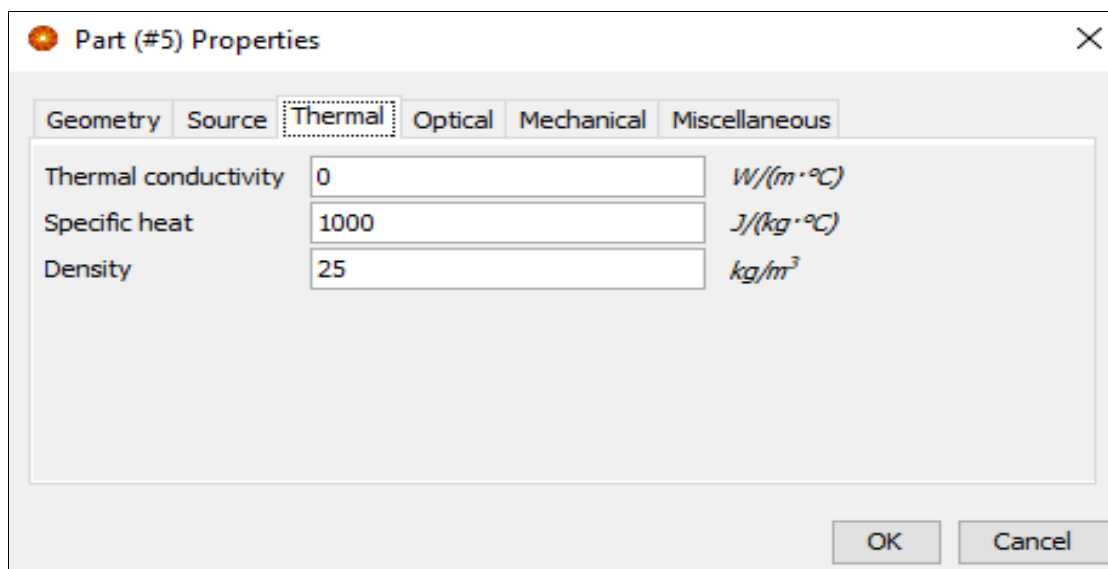 Part (#5) Properties
Geometry Source Thermal Optical Mechanical Miscellaneous
Thermal conductivity 0 W/(m·°C)
Specific heat 1000 J/(kg·°C)
Density 25 kg/m³
OK Cancel